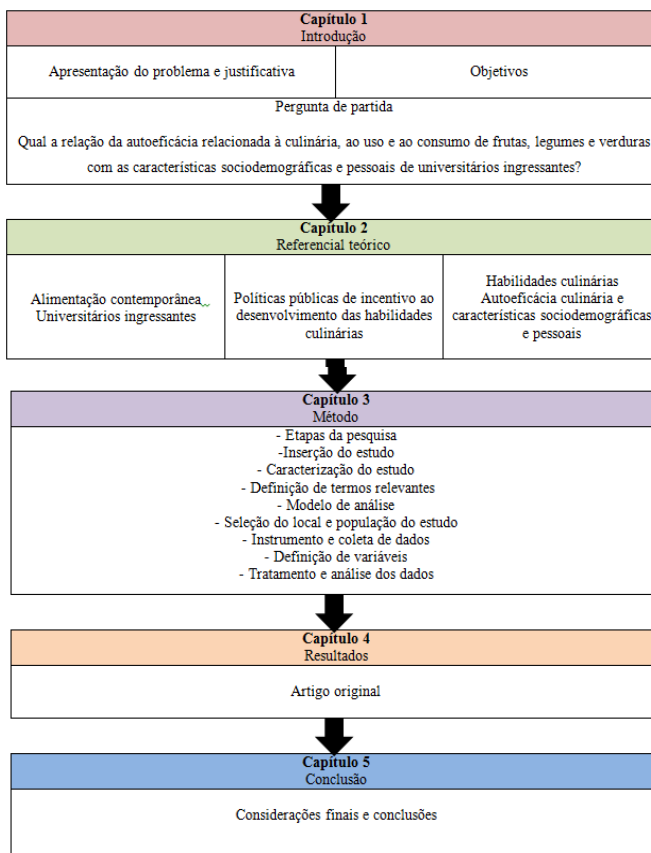 Capítulo 1
Introdução
Apresentação do problema e justificativa
Objetivos
Pergunta de partida
Qual a relação da autoeficácia relacionada à culinária, ao uso e ao consumo de frutas, legumes e verduras
com as características sociodemográficas e pessoais de universitários ingressantes?
Capítulo 2
Referencial teórico
Alimentação contemporânea
Universitários ingressantes
Políticas públicas de incentivo ao
desenvolvimento das habilidades
culinárias
Habilidades culinárias
Autoeficácia culinária e
características sociodemográficas
e pessoais
Capítulo 3
Método
- Etapas da pesquisa
-Inserção do estudo
- Caracterização do estudo
- Definição de termos relevantes
- Modelo de análise
- Seleção do local e população do estudo
- Instrumento e coleta de dados
- Definição de variáveis
- Tratamento e análise dos dados
Capítulo 4
Resultados
Artigo original
Capítulo 5
Conclusão
Considerações finais e conclusões